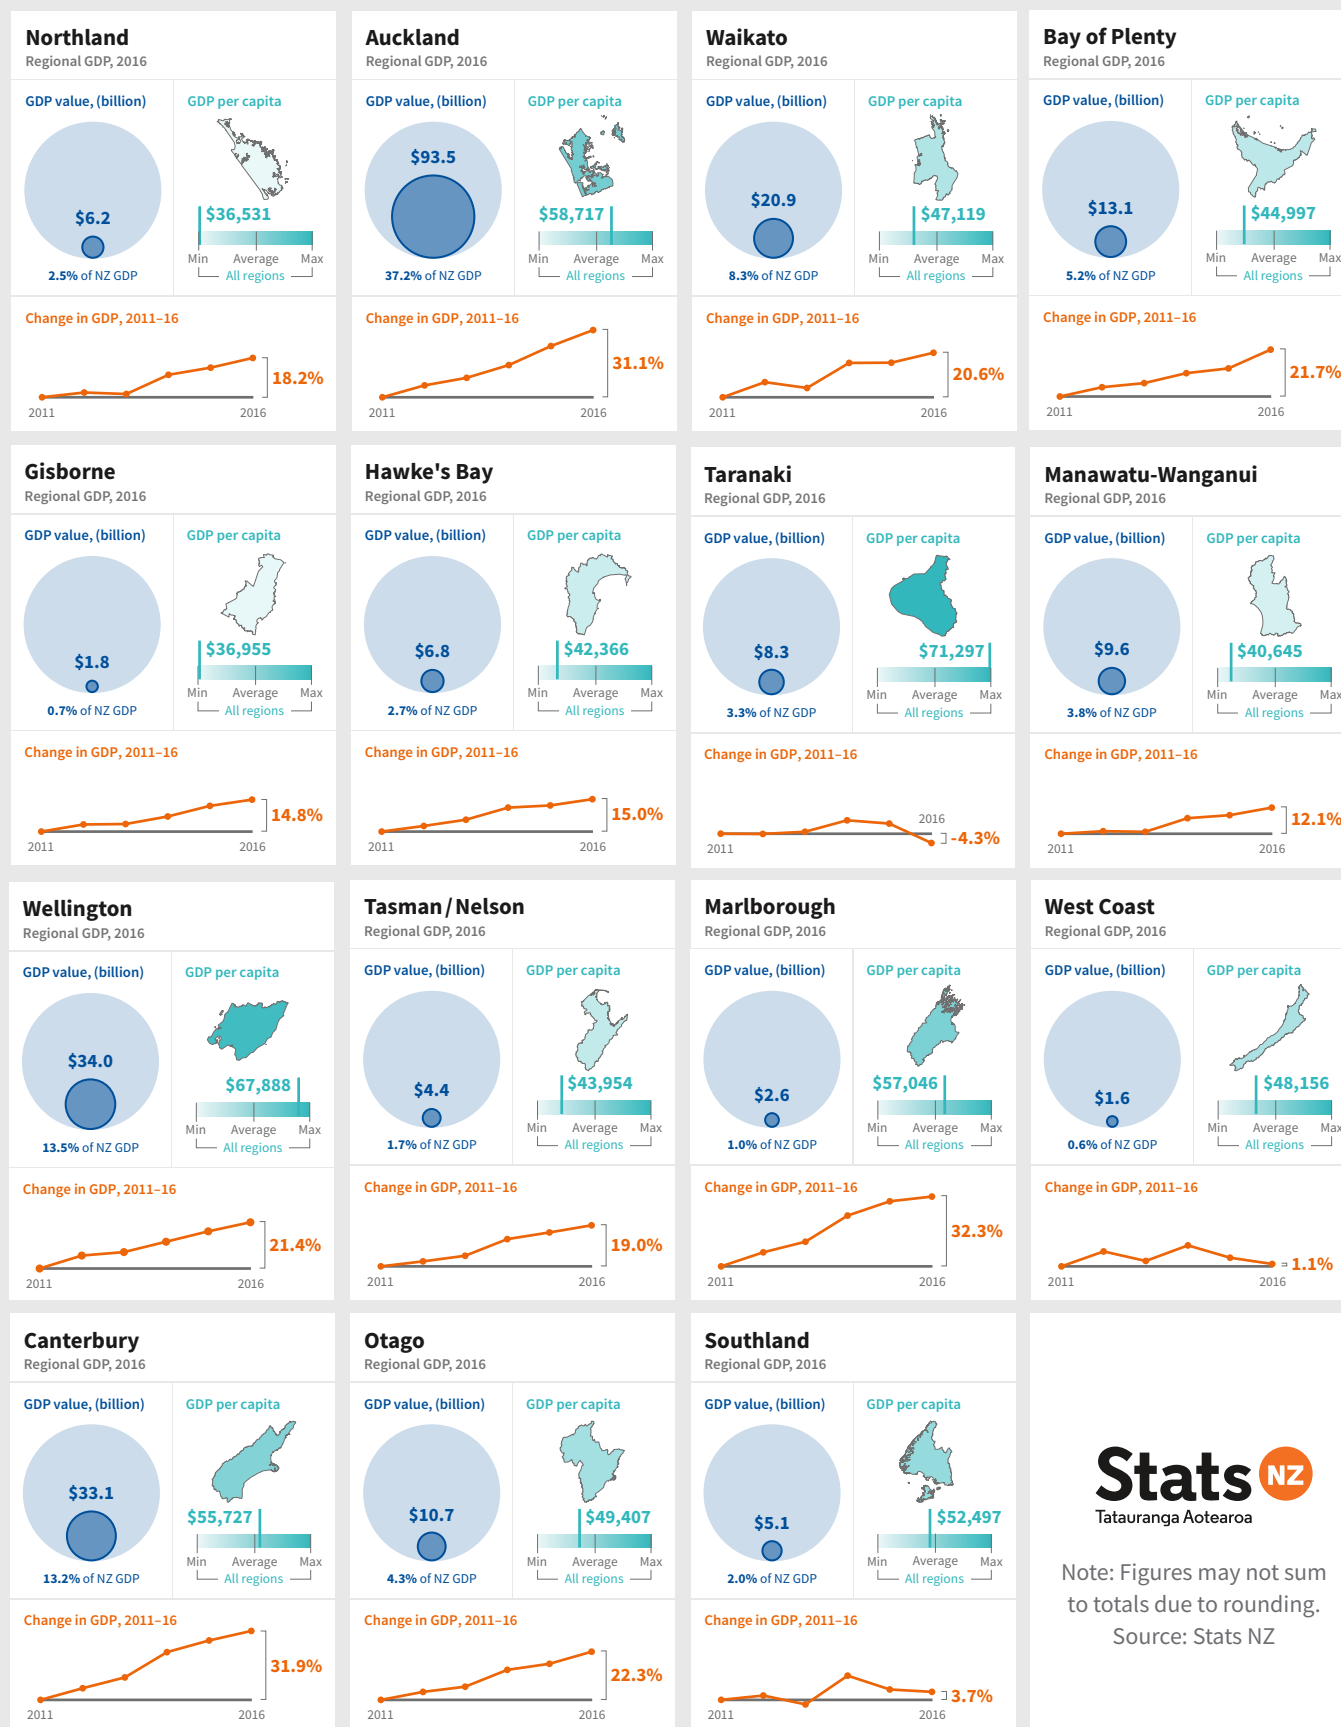 Northland
Regional GDP, 2016
GDP value, (billion)
GDP per capita
$6.2
$36,531
Min Average Max
All regions
2.5% of NZ GDP
Change in GDP, 2011–16
18.2%
2011 2016
Auckland
Regional GDP, 2016
GDP value, (billion)
GDP per capita
$93.5
$58,717
Min Average Max
All regions
37.2% of NZ GDP
Change in GDP, 2011–16
31.1%
2011 2016
Waikato
Regional GDP, 2016
GDP value, (billion)
GDP per capita
$20.9
$47,119
Min Average Max
All regions
8.3% of NZ GDP
Change in GDP, 2011–16
20.6%
2011 2016
Bay of Plenty
Regional GDP, 2016
GDP value, (billion)
GDP per capita
$13.1
$44,997
Min Average Max
All regions
5.2% of NZ GDP
Change in GDP, 2011–16
21.7%
2011 2016
Gisborne
Regional GDP, 2016
GDP value, (billion)
GDP per capita
$1.8
$36,955
Min Average Max
All regions
0.7% of NZ GDP
Change in GDP, 2011–16
14.8%
2011 2016
Hawke's Bay
Regional GDP, 2016
GDP value, (billion)
GDP per capita
$6.8
$42,366
Min Average Max
All regions
2.7% of NZ GDP
Change in GDP, 2011–16
15.0%
2011 2016
Taranaki
Regional GDP, 2016
GDP value, (billion)
GDP per capita
$8.3
$71,297
Min Average Max
All regions
3.3% of NZ GDP
Change in GDP, 2011–16
2016
-4.3%
2011
Manawatu-Wanganui
Regional GDP, 2016
GDP value, (billion)
GDP per capita
$9.6
$40,645
Min Average Max
All regions
3.8% of NZ GDP
Change in GDP, 2011–16
12.1%
2011 2016
Wellington
Regional GDP, 2016
GDP value, (billion)
GDP per capita
$34.0
$67,888
Min Average Max
All regions
13.5% of NZ GDP
Change in GDP, 2011–16
21.4%
2011 2016
Tasman/Nelson
Regional GDP, 2016
GDP value, (billion)
GDP per capita
$4.4
$43,954
Min Average Max
All regions
1.7% of NZ GDP
Change in GDP, 2011–16
19.0%
2011 2016
Marlborough
Regional GDP, 2016
GDP value, (billion)
GDP per capita
$2.6
$57,046
Min Average Max
All regions
1.0% of NZ GDP
Change in GDP, 2011–16
32.3%
2011 2016
West Coast
Regional GDP, 2016
GDP value, (billion)
GDP per capita
$1.6
$48,156
Min Average Max
All regions
0.6% of NZ GDP
Change in GDP, 2011–16
1.1%
2011 2016
Canterbury
Regional GDP, 2016
GDP value, (billion)
GDP per capita
$33.1
$55,727
Min Average Max
All regions
13.2% of NZ GDP
Change in GDP, 2011–16
31.9%
2011 2016
Otago
Regional GDP, 2016
GDP value, (billion)
GDP per capita
$10.7
$49,407
Min Average Max
All regions
4.3% of NZ GDP
Change in GDP, 2011–16
22.3%
2011 2016
Southland
Regional GDP, 2016
GDP value, (billion)
GDP per capita
$5.1
$52,497
Min Average Max
All regions
2.0% of NZ GDP
Change in GDP, 2011–16
3.7%
2011 2016
Stats NZ
Tatauranga Aotearoa
Note: Figures may not sum
to totals due to rounding.
Source: Stats NZ